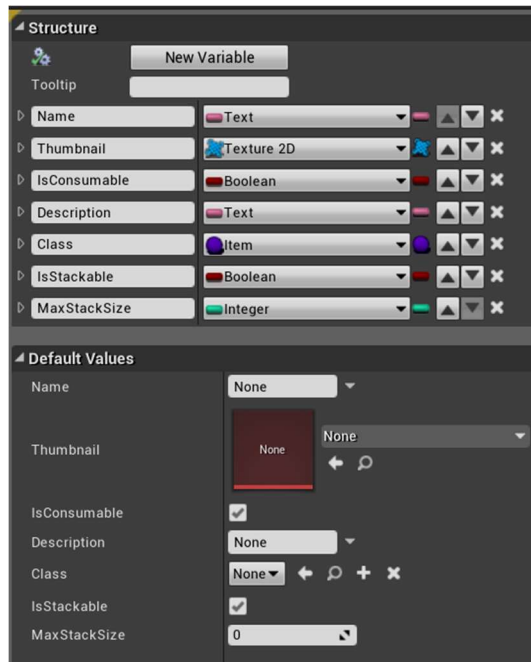 Structure
New Variable
Tooltip
Name Text
Thumbnail Texture 2D
IsConsumable Boolean
Description Text
Class Item
IsStackable Boolean
MaxStackSize Integer
Default Values
Name None
Thumbnail None None
IsConsumable
Description None
Class None
IsStackable
MaxStackSize 0